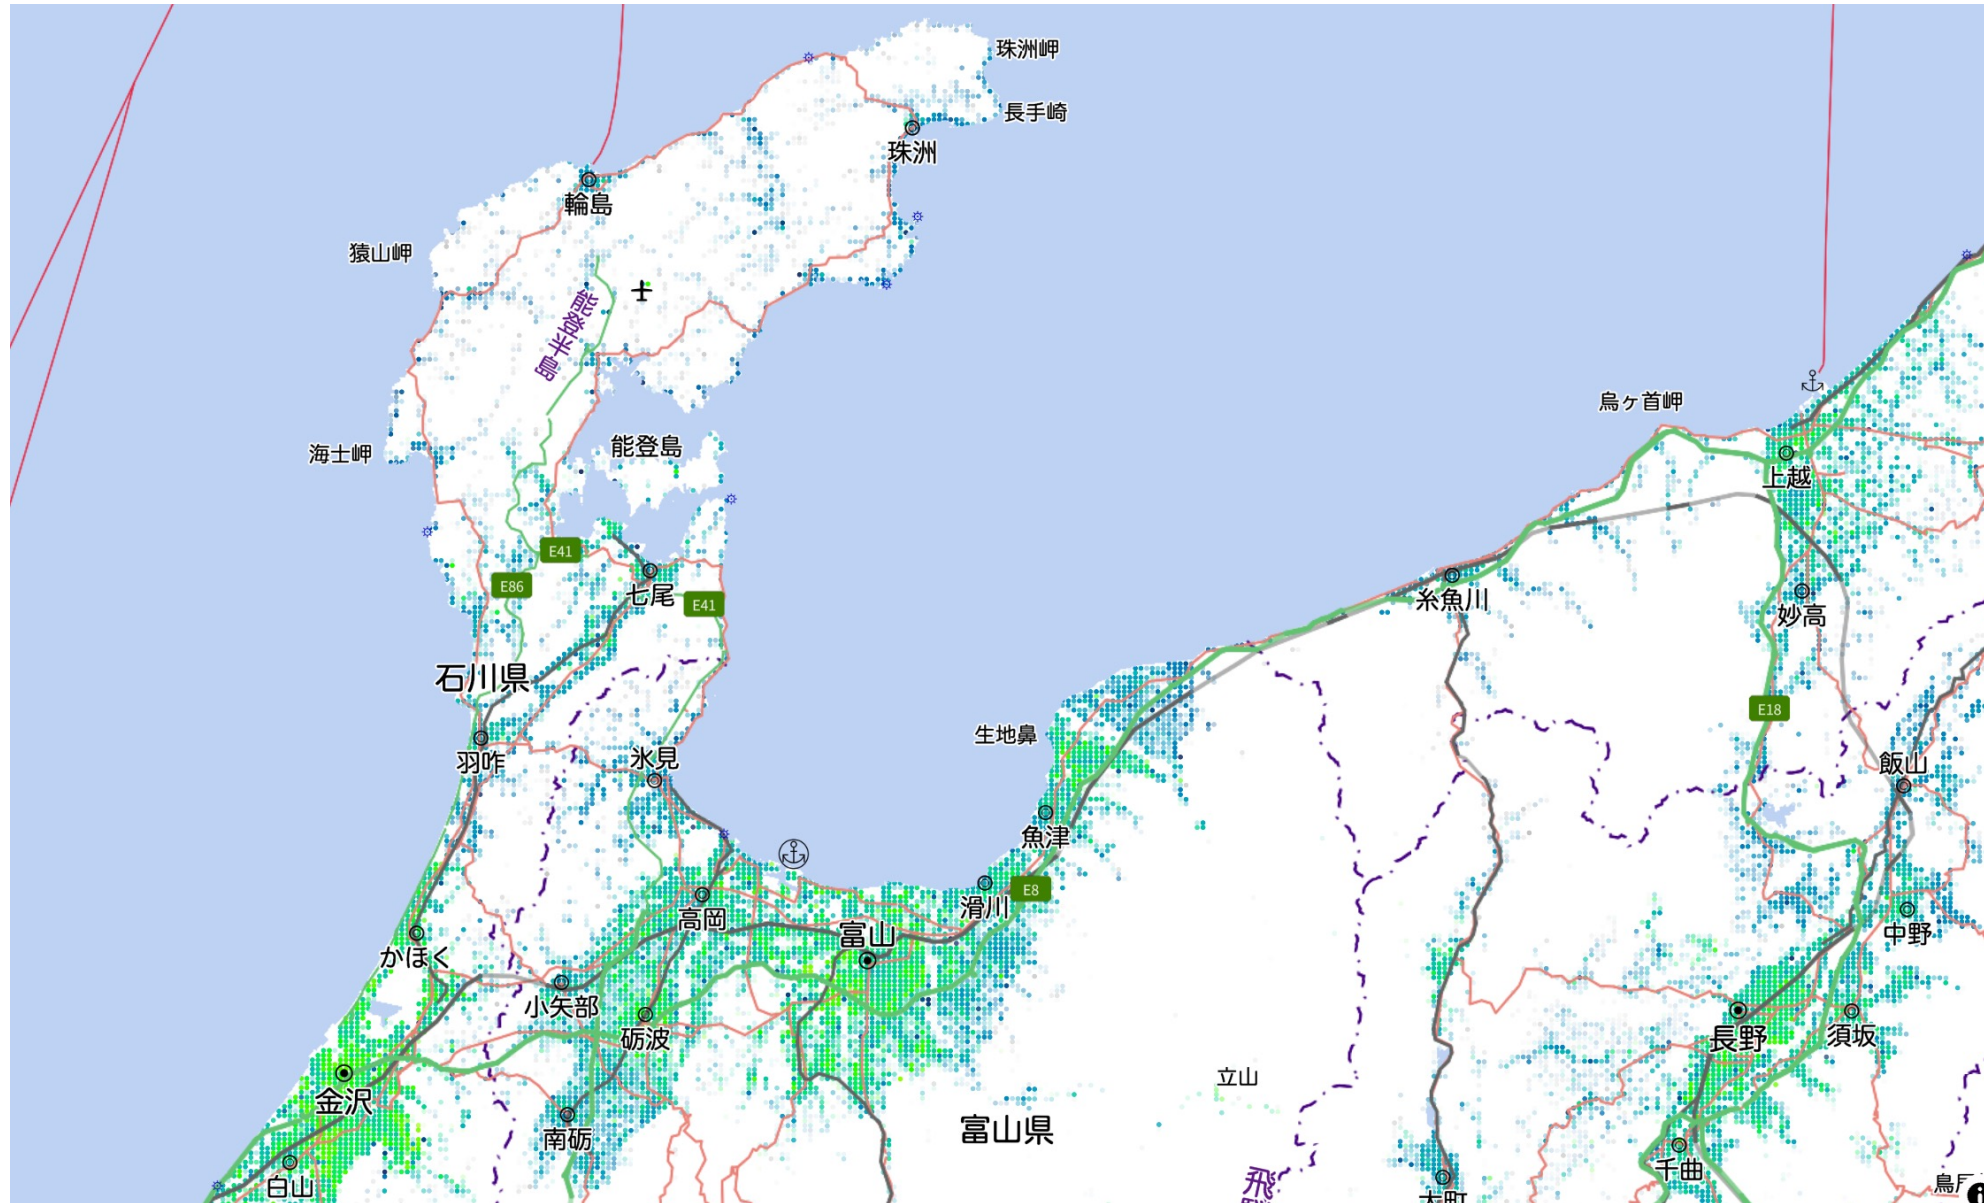 珠洲岬
長手崎
珠洲
輪島
猿山岬
能登半島
烏ヶ首岬
能登島
海士岬
上越
E41
E86
七尾
E41
糸魚川
妙高
石川県
E18
生地鼻
羽咋
氷見
飯山
魚津
E8
滑川
高岡
富山
中野
かほく
小矢部
砺波
長野
須坂
立山
金沢
富山県
南砺
千曲
白山
飛
大町